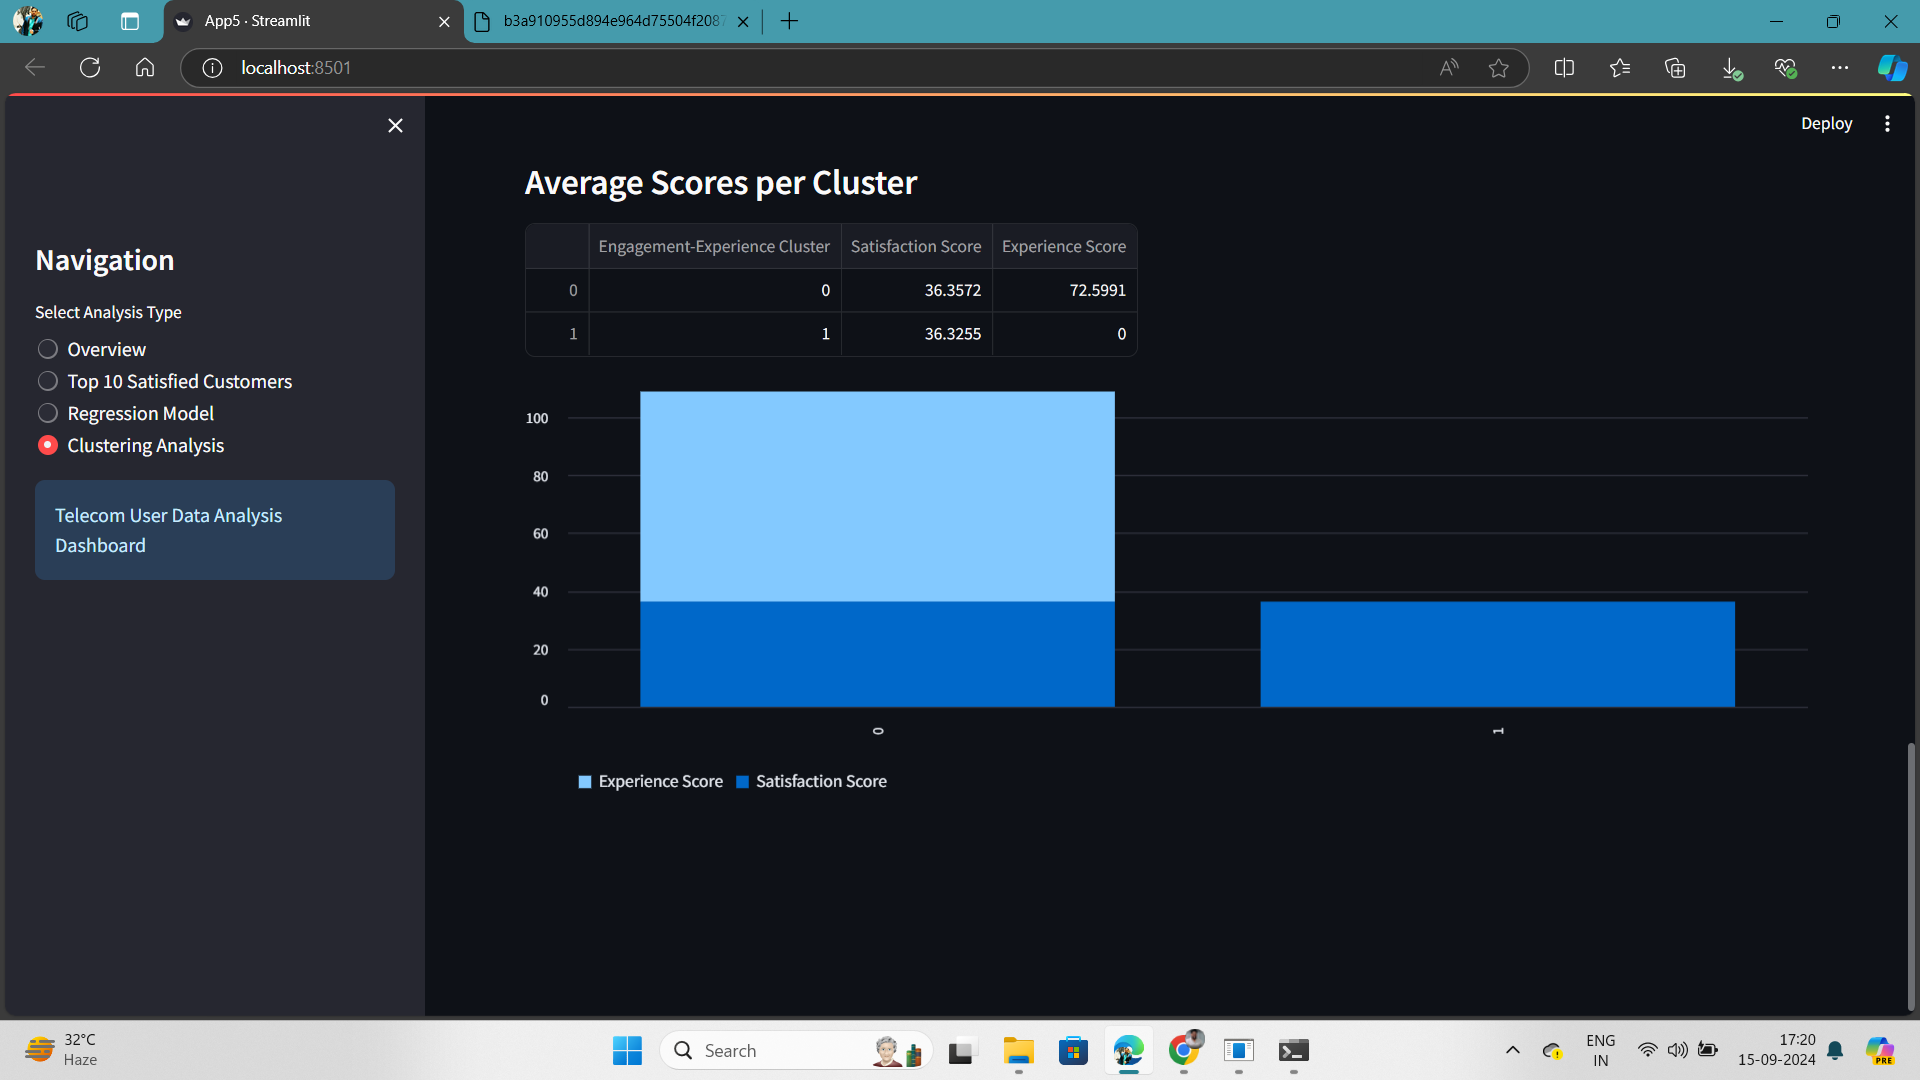 App5 · Streamlit
b3a910955d894e964d75504f2087
localhost:8501
Deploy
Navigation
Select Analysis Type
Overview
Top 10 Satisfied Customers
Regression Model
Clustering Analysis
Telecom User Data Analysis
Dashboard
Average Scores per Cluster
Engagement-Experience Cluster Satisfaction Score Experience Score
0 0 36.3572 72.5991
1 1 36.3255 0
100
80
60
40
20
0
0 1
Experience Score Satisfaction Score
32°C
Haze
Search
ENG
IN
17:20
15-09-2024
PRE